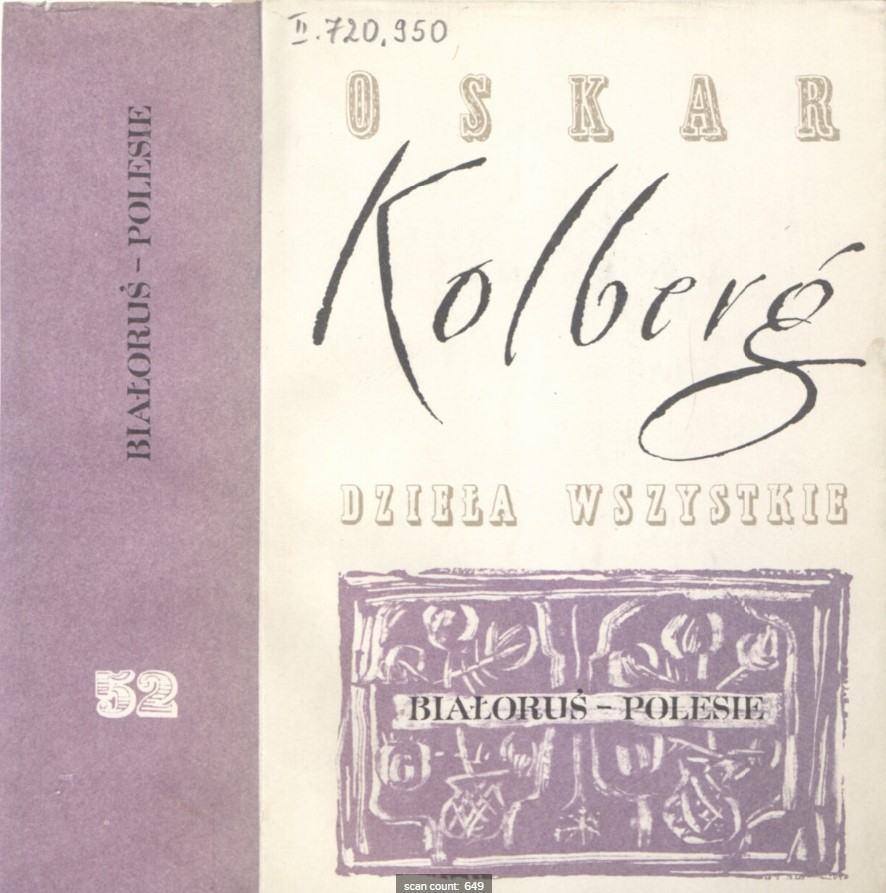 BIAŁORUŚ – POLESIE
52
II.720,950
OSKAR
Kolberg
DZIEŁA WSZYSTKIE
BIAŁORUŚ – POLESIE
scan count: 649